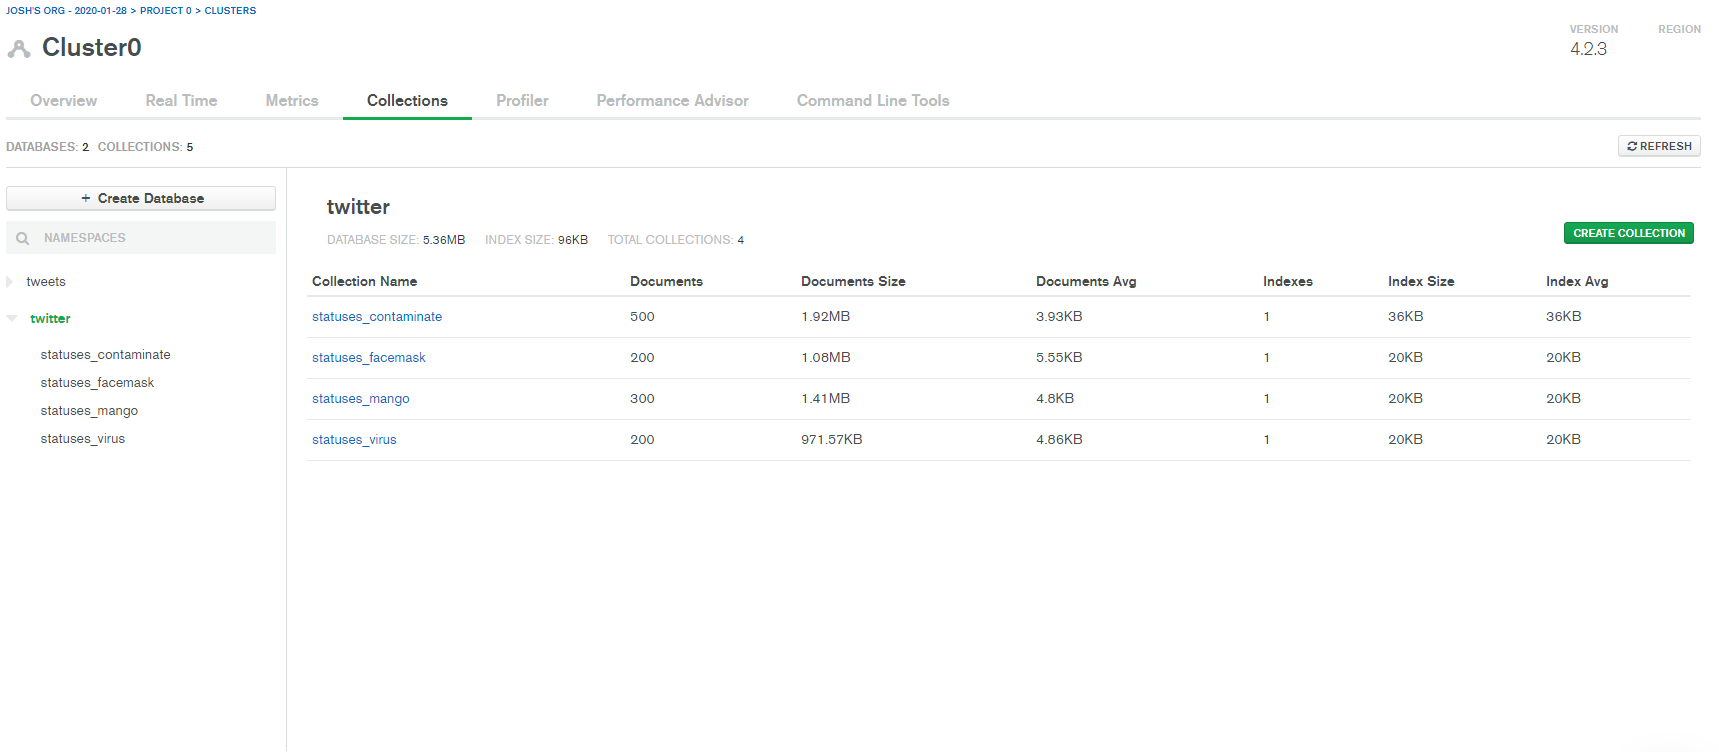 JOSH'S ORG - 2020-01-28 > PROJECT 0 > CLUSTERS
Cluster0
VERSION REGION
4.2.3
Overview Real Time Metrics Collections Profiler Performance Advisor Command Line Tools
DATABASES: 2 COLLECTIONS: 5
REFRESH
+ Create Database
NAMESPACES
tweets
twitter
statuses_contaminate
statuses_facemask
statuses_mango
statuses_virus
twitter
DATABASE SIZE: 5.36MB INDEX SIZE: 96KB TOTAL COLLECTIONS: 4
CREATE COLLECTION
Collection Name Documents Documents Size Documents Avg Indexes Index Size Index Avg
statuses_contaminate 500 1.92MB 3.93KB 1 36KB 36KB
statuses_facemask 200 1.08MB 5.55KB 1 20KB 20KB
statuses_mango 300 1.41MB 4.8KB 1 20KB 20KB
statuses_virus 200 971.57KB 4.86KB 1 20KB 20KB